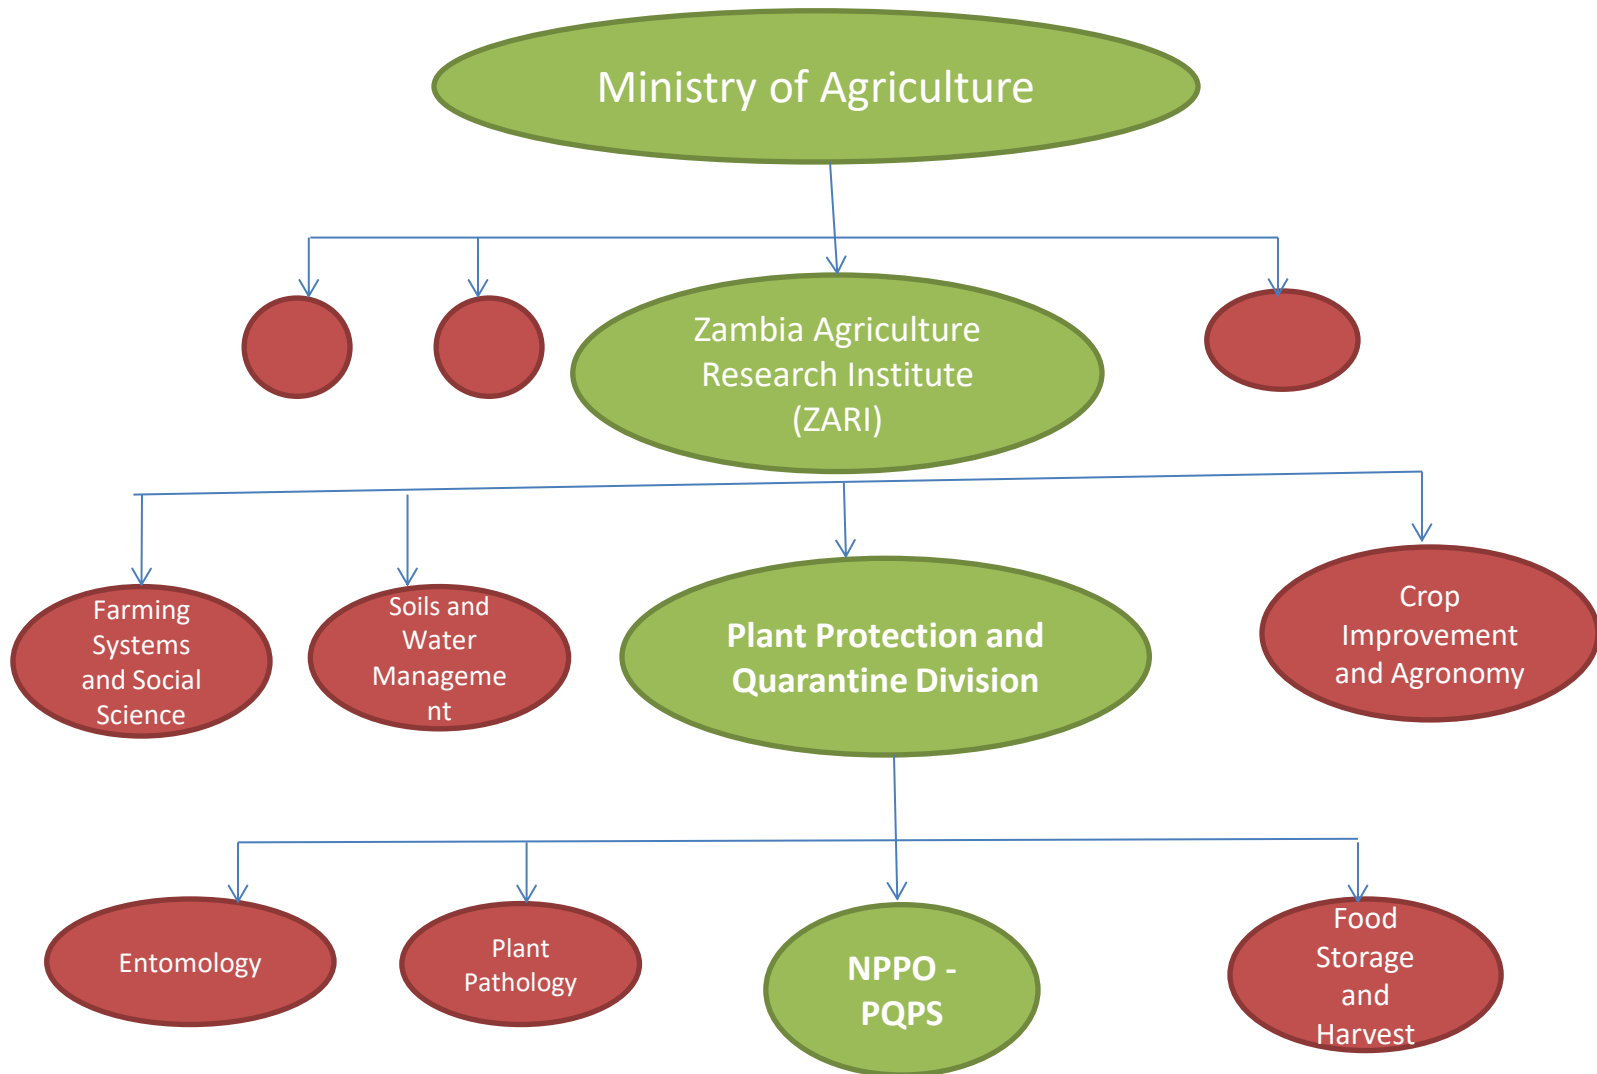 Ministry of Agriculture
Zambia Agriculture
Research Institute
(ZARI)
Farming
Systems
and Social
Science
Soils and
Water
Manageme
nt
Plant Protection and
Quarantine Division
Crop
Improvement
and Agronomy
Entomology
Plant
Pathology
NPPO -
PQPS
Food
Storage
and
Harvest